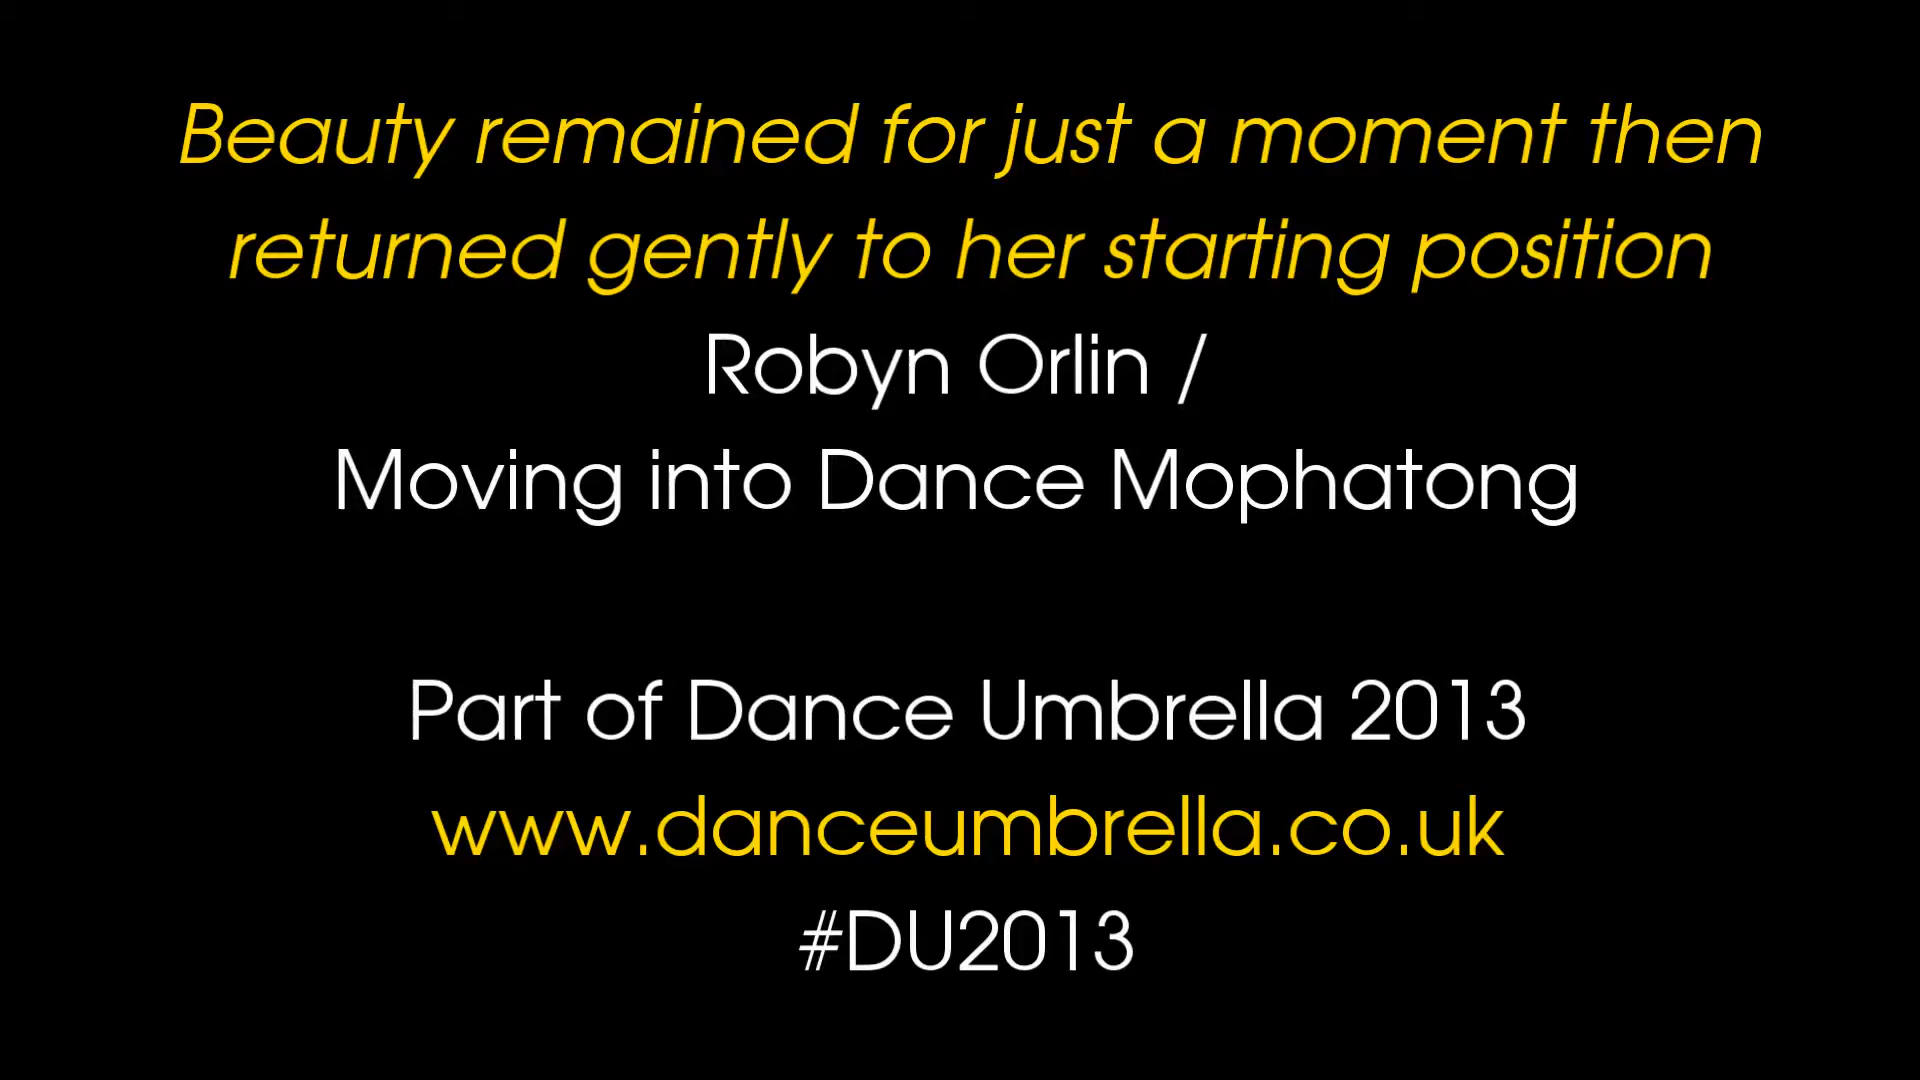 Beauty remained for just a moment then
returned gently to her starting position
Robyn Orlin /
Moving into Dance Mophatong
Part of Dance Umbrella 2013
www.danceumbrella.co.uk
#DU2013